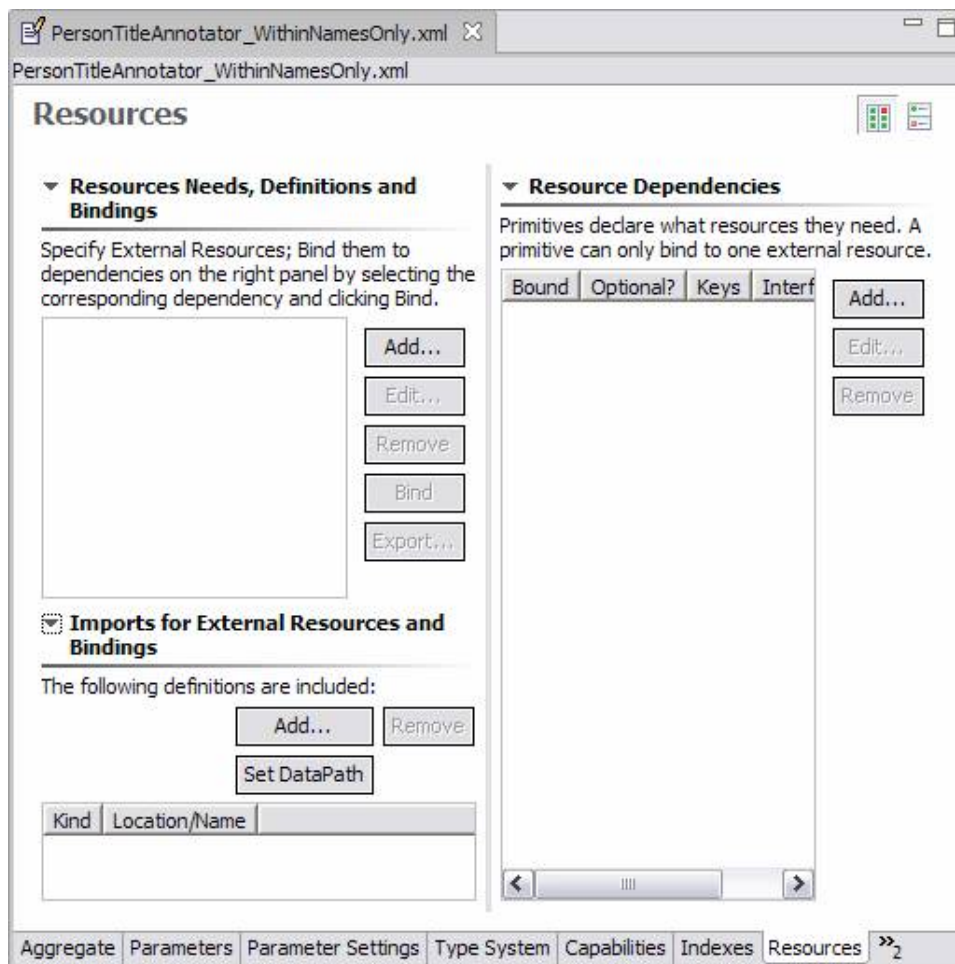 PersonTitleAnnotator_WithinNamesOnly.xml
PersonTitleAnnotator_WithinNamesOnly.xml
Resources
Resources Needs, Definitions and
Bindings
Specify External Resources; Bind them to
dependencies on the right panel by selecting the
corresponding dependency and clicking Bind.
Add...
Edit...
Remove
Bind
Export...
Imports for External Resources and
Bindings
The following definitions are included:
Add... Remove
Set DataPath
Kind Location/Name
Resource Dependencies
Primitives declare what resources they need. A
primitive can only bind to one external resource.
Bound Optional? Keys Interf
Add...
Edit...
Remove
Aggregate Parameters Parameter Settings Type System Capabilities Indexes Resources »2